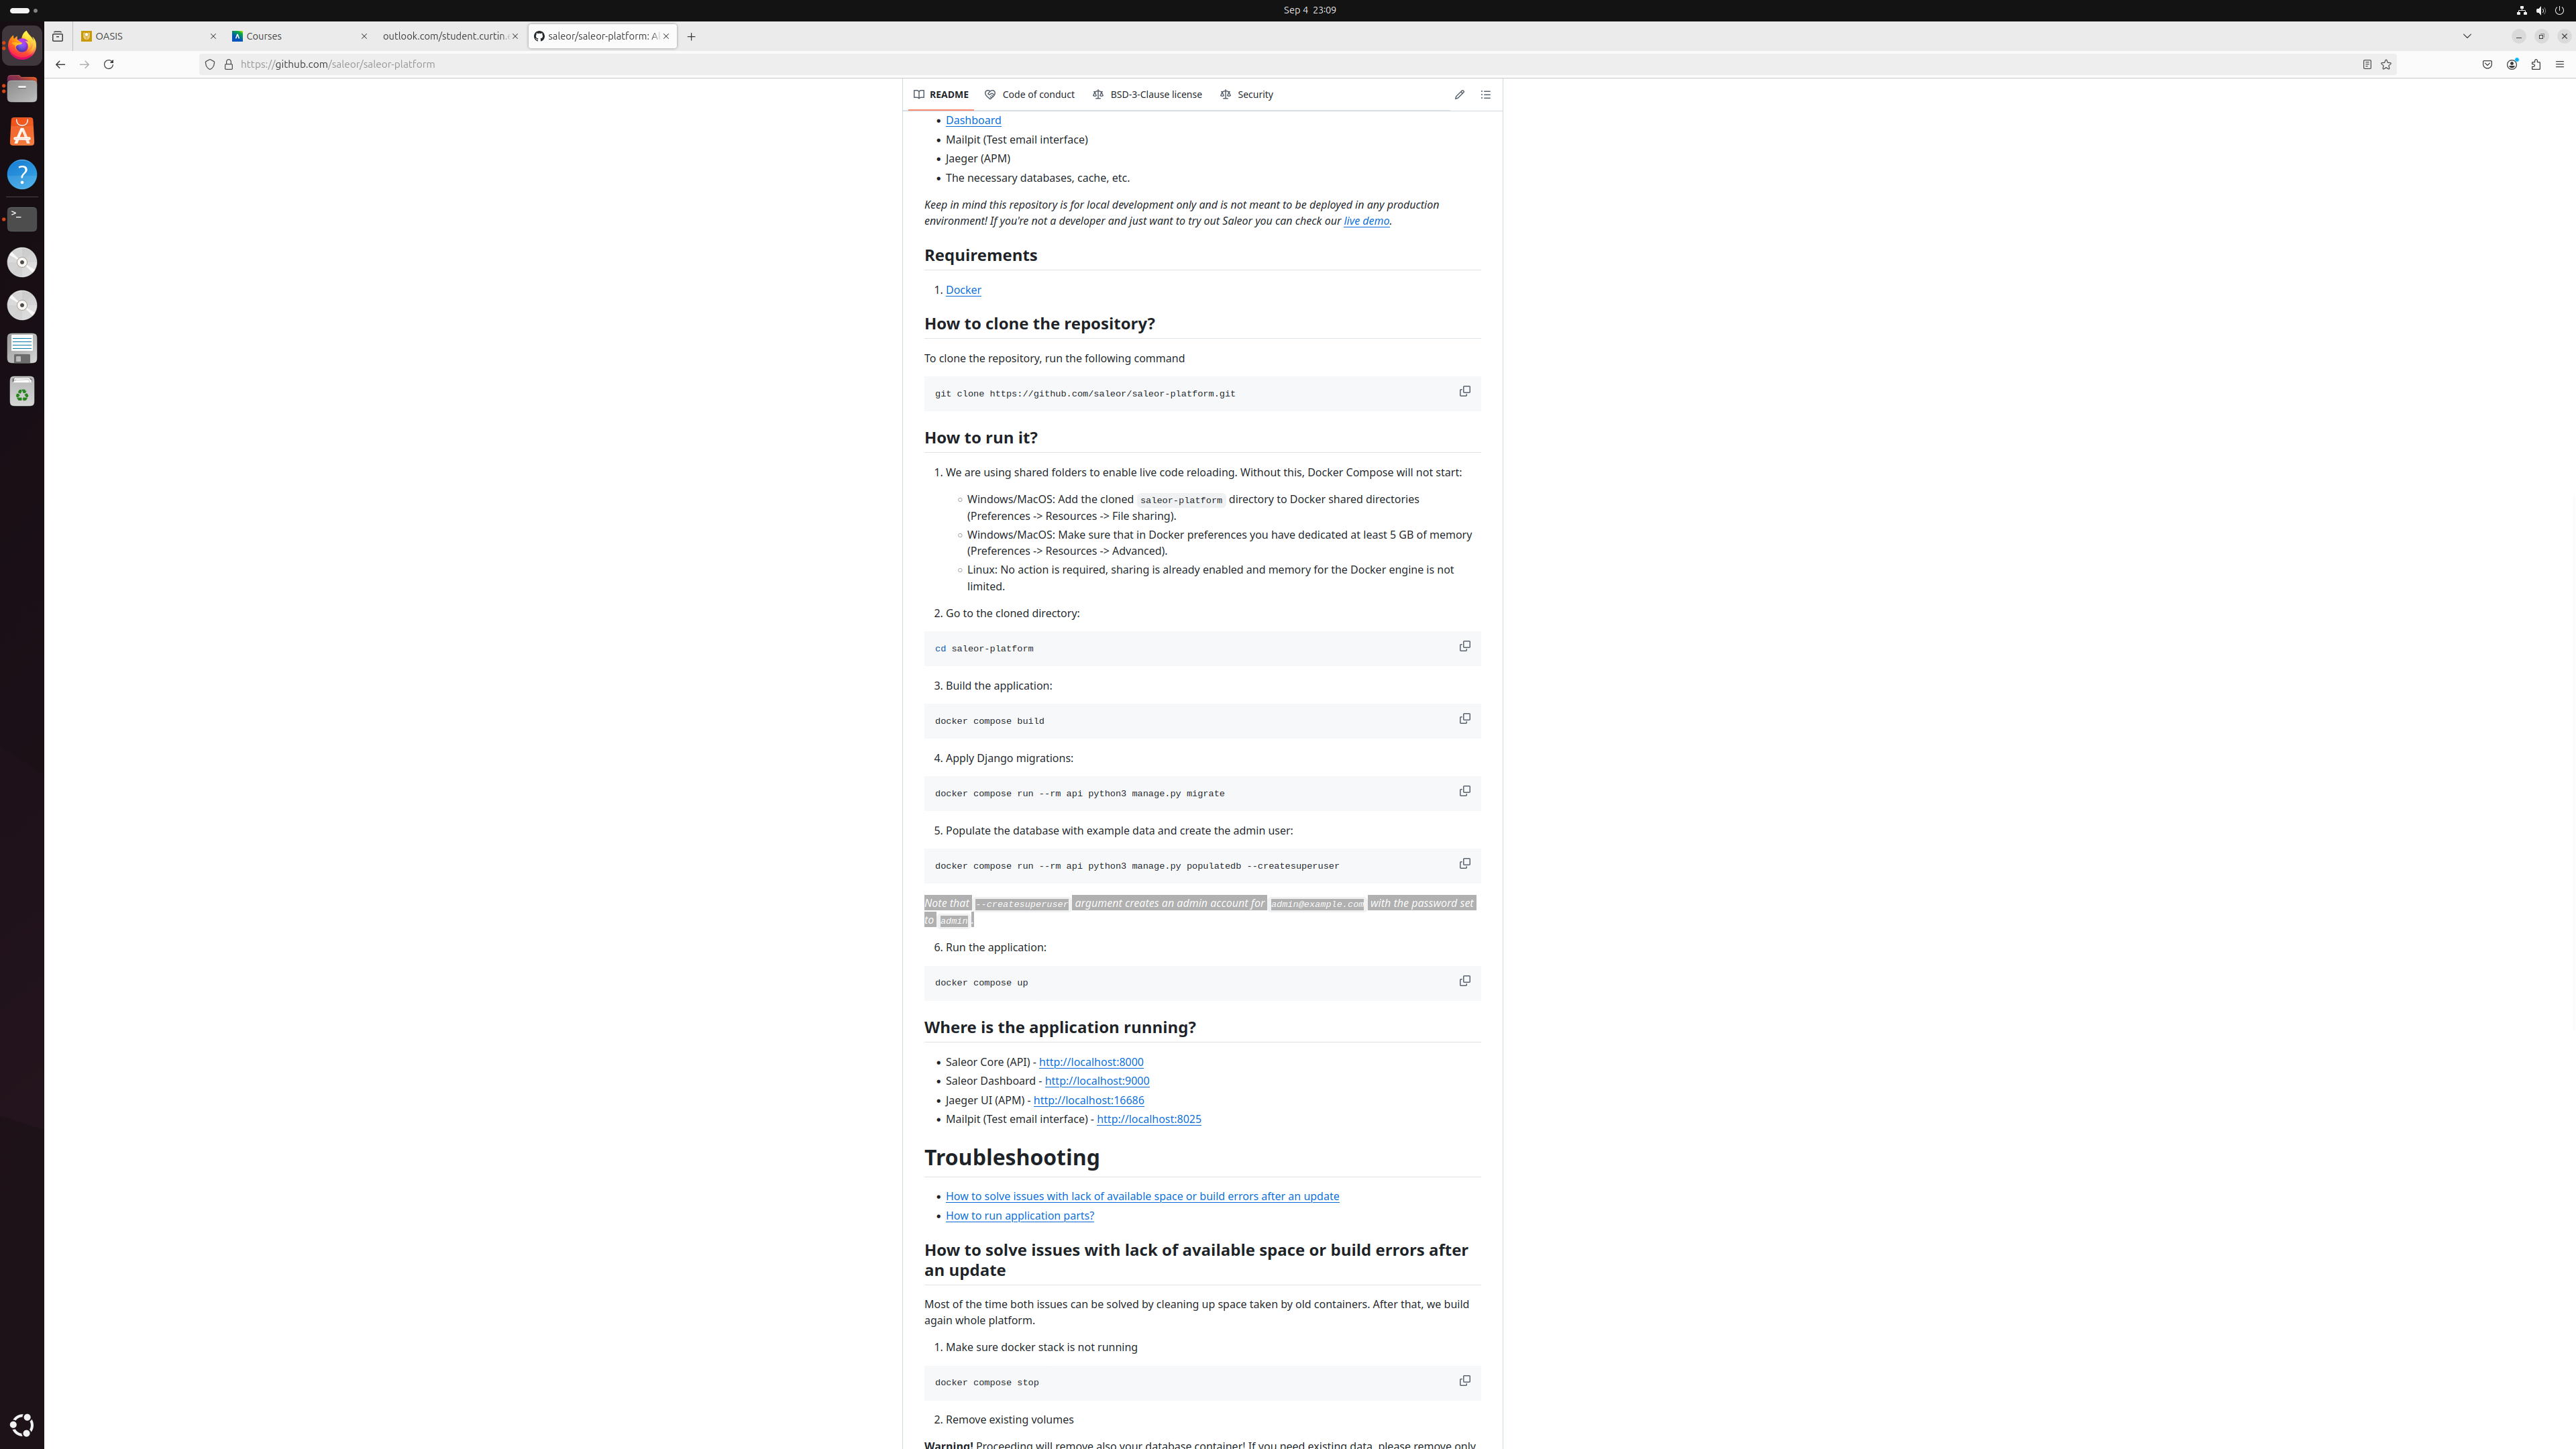 Sep 4 23:09
OASIS
Courses
outlook.com/student.curtin.
saleor/saleor-platform: A
https://github.com/saleor/saleor-platform
README
Code of conduct
BSD-3-Clause license
Security
• Dashboard
• Mailpit (Test email interface)
• Jaeger (APM)
• The necessary databases, cache, etc.
Keep in mind this repository is for local development only and is not meant to be deployed in any production
environment! If you're not a developer and just want to try out Saleor you can check our live demo.
Requirements
1. Docker
How to clone the repository?
To clone the repository, run the following command
git clone https://github.com/saleor/saleor-platform.git
How to run it?
1. We are using shared folders to enable live code reloading. Without this, Docker Compose will not start:
◦ Windows/MacOS: Add the cloned saleor-platform directory to Docker shared directories
(Preferences -> Resources -> File sharing).
◦ Windows/MacOS: Make sure that in Docker preferences you have dedicated at least 5 GB of memory
(Preferences -> Resources -> Advanced).
◦ Linux: No action is required, sharing is already enabled and memory for the Docker engine is not
limited.
2. Go to the cloned directory:
cd saleor-platform
3. Build the application:
docker compose build
4. Apply Django migrations:
docker compose run --rm api python3 manage.py migrate
5. Populate the database with example data and create the admin user:
docker compose run --rm api python3 manage.py populatedb --createsuperuser
Note that --createsuperuser argument creates an admin account for admin@example.com with the password set
to admin.
6. Run the application:
docker compose up
Where is the application running?
• Saleor Core (API) - http://localhost:8000
• Saleor Dashboard - http://localhost:9000
• Jaeger UI (APM) - http://localhost:16686
• Mailpit (Test email interface) - http://localhost:8025
Troubleshooting
• How to solve issues with lack of available space or build errors after an update
• How to run application parts?
How to solve issues with lack of available space or build errors after
an update
Most of the time both issues can be solved by cleaning up space taken by old containers. After that, we build
again whole platform.
1. Make sure docker stack is not running
docker compose stop
2. Remove existing volumes
Warning! Proceeding will remove also your database container! If you need existing data, please remove only